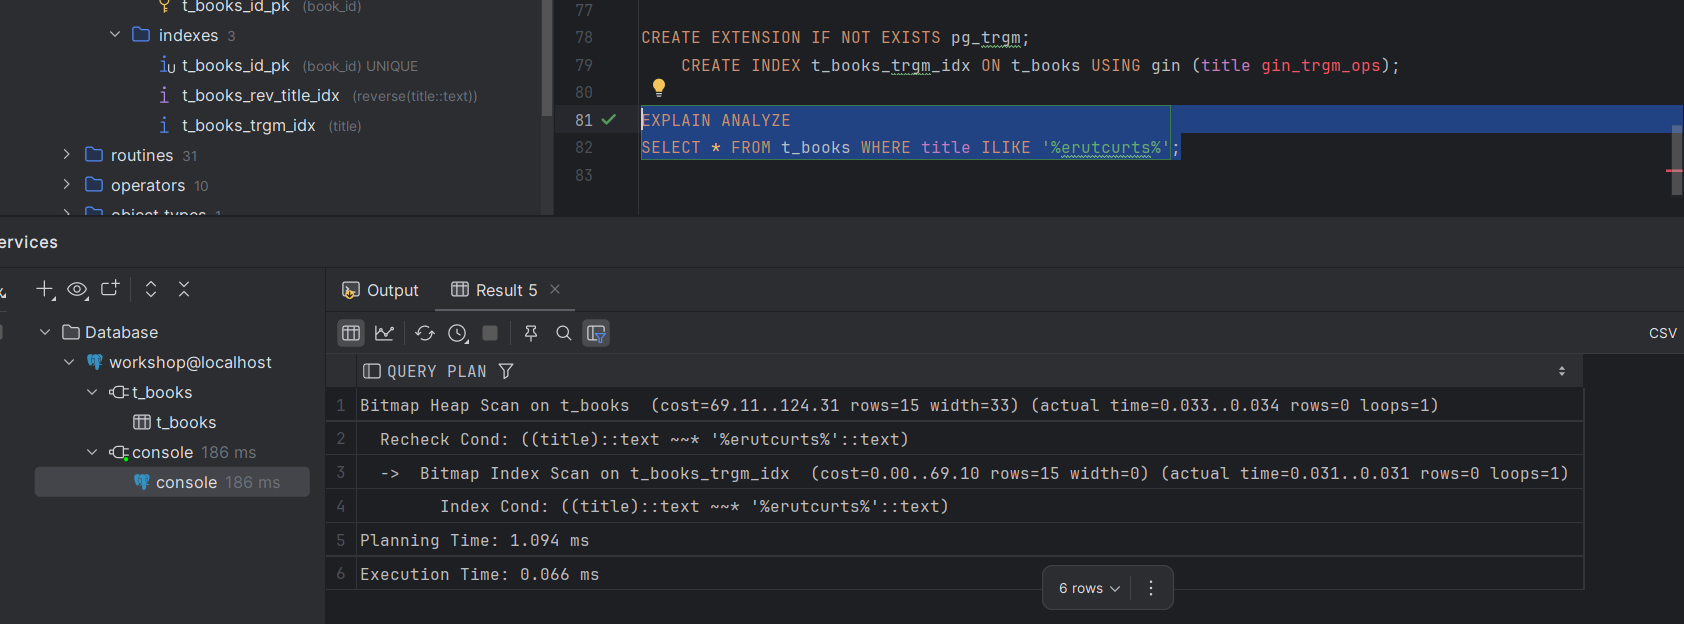 t_books_id_pk (book_id)
indexes 3
t_books_id_pk (book_id) UNIQUE
t_books_rev_title_idx (reverse(title::text))
t_books_trgm_idx (title)
routines 31
operators 10
object types 1
77
78 CREATE EXTENSION IF NOT EXISTS pg_trgm;
79 CREATE INDEX t_books_trgm_idx ON t_books USING gin (title gin_trgm_ops);
80
81 EXPLAIN ANALYZE
82 SELECT * FROM t_books WHERE title ILIKE '%erutcurts%';
83
ervices
Database
workshop@localhost
t_books
t_books
console 186 ms
console 186 ms
Output Result 5
CSV
QUERY PLAN
1 Bitmap Heap Scan on t_books (cost=69.11..124.31 rows=15 width=33) (actual time=0.033..0.034 rows=0 loops=1)
2 Recheck Cond: ((title)::text ~~* '%erutcurts%'::text)
3 -> Bitmap Index Scan on t_books_trgm_idx (cost=0.00..69.10 rows=15 width=0) (actual time=0.031..0.031 rows=0 loops=1)
4 Index Cond: ((title)::text ~~* '%erutcurts%'::text)
5 Planning Time: 1.094 ms
6 Execution Time: 0.066 ms
6 rows